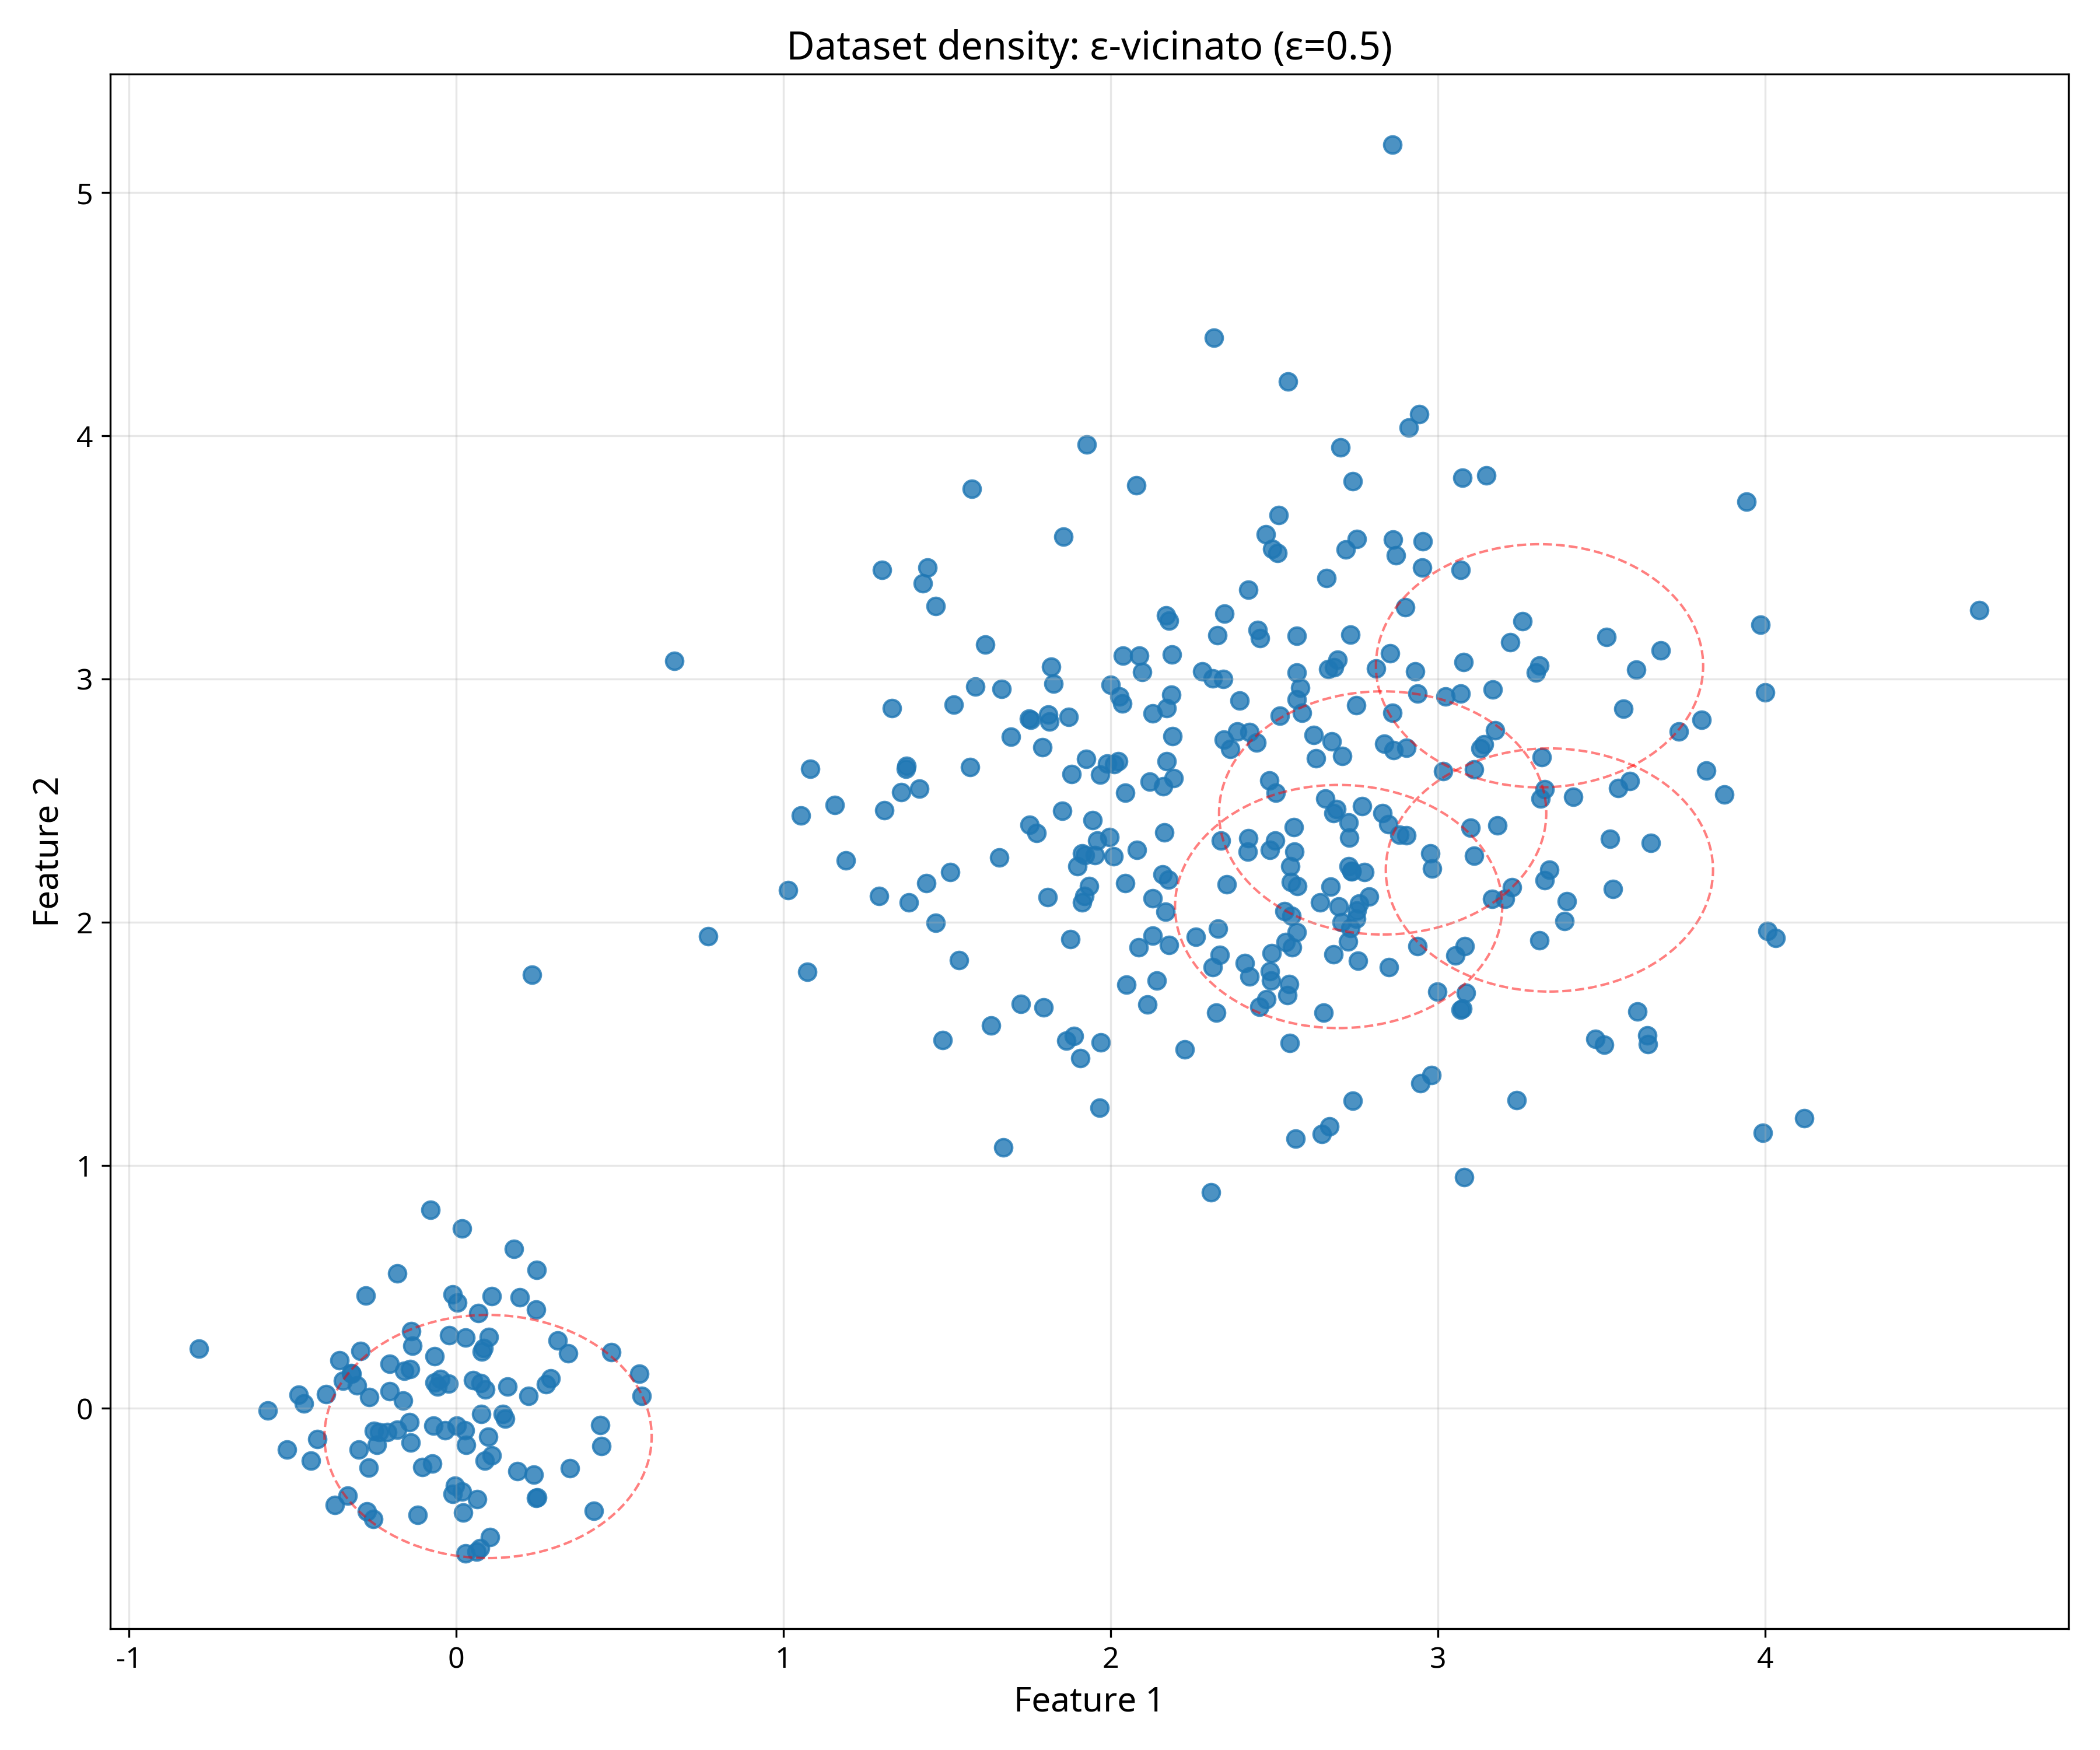 Dataset density: ε-vicinato (ε=0.5)
Feature 2
5
4
3
2
1
0
-1 0 1 2 3 4
Feature 1